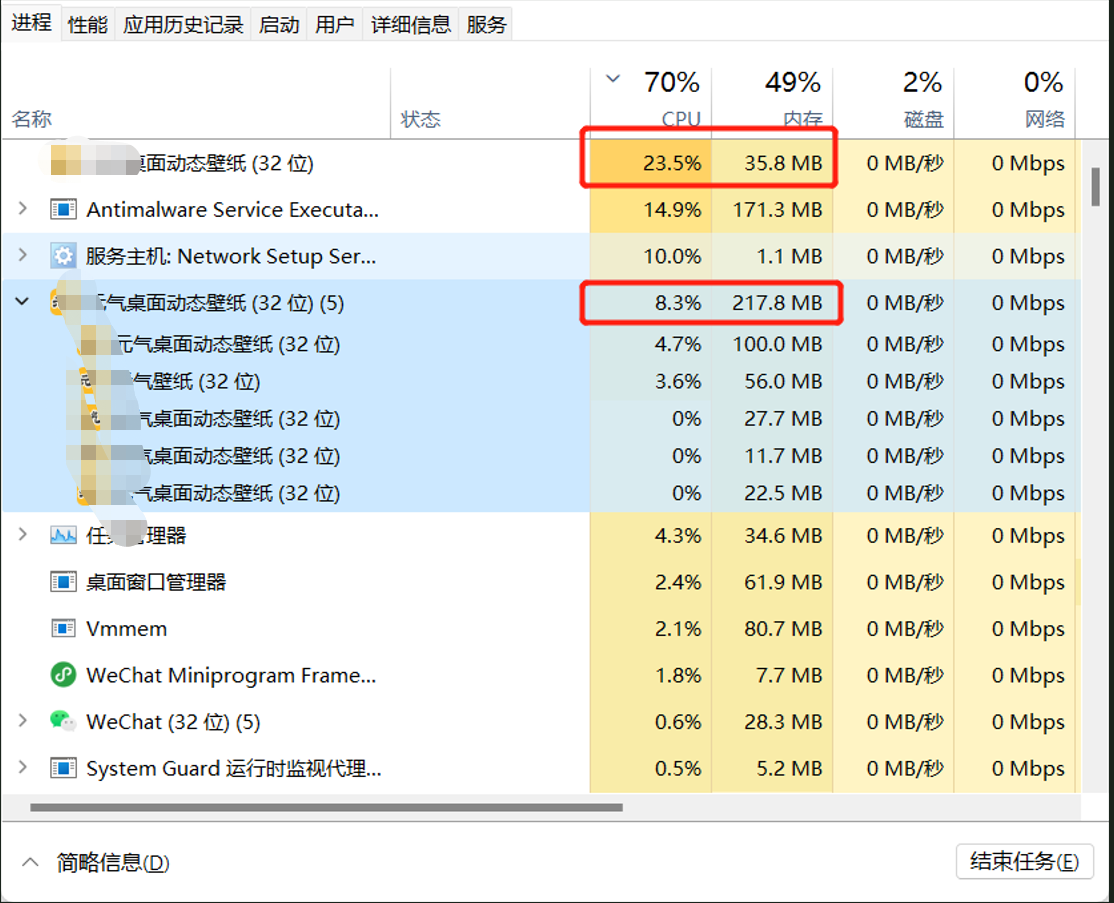 进程 性能 应用历史记录 启动 用户 详细信息 服务
70% 49% 2% 0%
名称 状态 CPU 内存 磁盘 网络
桌面动态壁纸 (32 位) 23.5% 35.8 MB 0 MB/秒 0 Mbps
Antimalware Service Executa... 14.9% 171.3 MB 0 MB/秒 0 Mbps
服务主机: Network Setup Ser... 10.0% 1.1 MB 0 MB/秒 0 Mbps
元气桌面动态壁纸 (32 位) (5) 8.3% 217.8 MB 0 MB/秒 0 Mbps
元气桌面动态壁纸 (32 位) 4.7% 100.0 MB 0 MB/秒 0 Mbps
气壁纸 (32 位) 3.6% 56.0 MB 0 MB/秒 0 Mbps
气桌面动态壁纸 (32 位) 0% 27.7 MB 0 MB/秒 0 Mbps
气桌面动态壁纸 (32 位) 0% 11.7 MB 0 MB/秒 0 Mbps
气桌面动态壁纸 (32 位) 0% 22.5 MB 0 MB/秒 0 Mbps
任务管理器 4.3% 34.6 MB 0 MB/秒 0 Mbps
桌面窗口管理器 2.4% 61.9 MB 0 MB/秒 0 Mbps
Vmmem 2.1% 80.7 MB 0 MB/秒 0 Mbps
WeChat Miniprogram Frame... 1.8% 7.7 MB 0 MB/秒 0 Mbps
WeChat (32 位) (5) 0.6% 28.3 MB 0 MB/秒 0 Mbps
System Guard 运行时监视代理... 0.5% 5.2 MB 0 MB/秒 0 Mbps
简略信息(D) 结束任务(E)